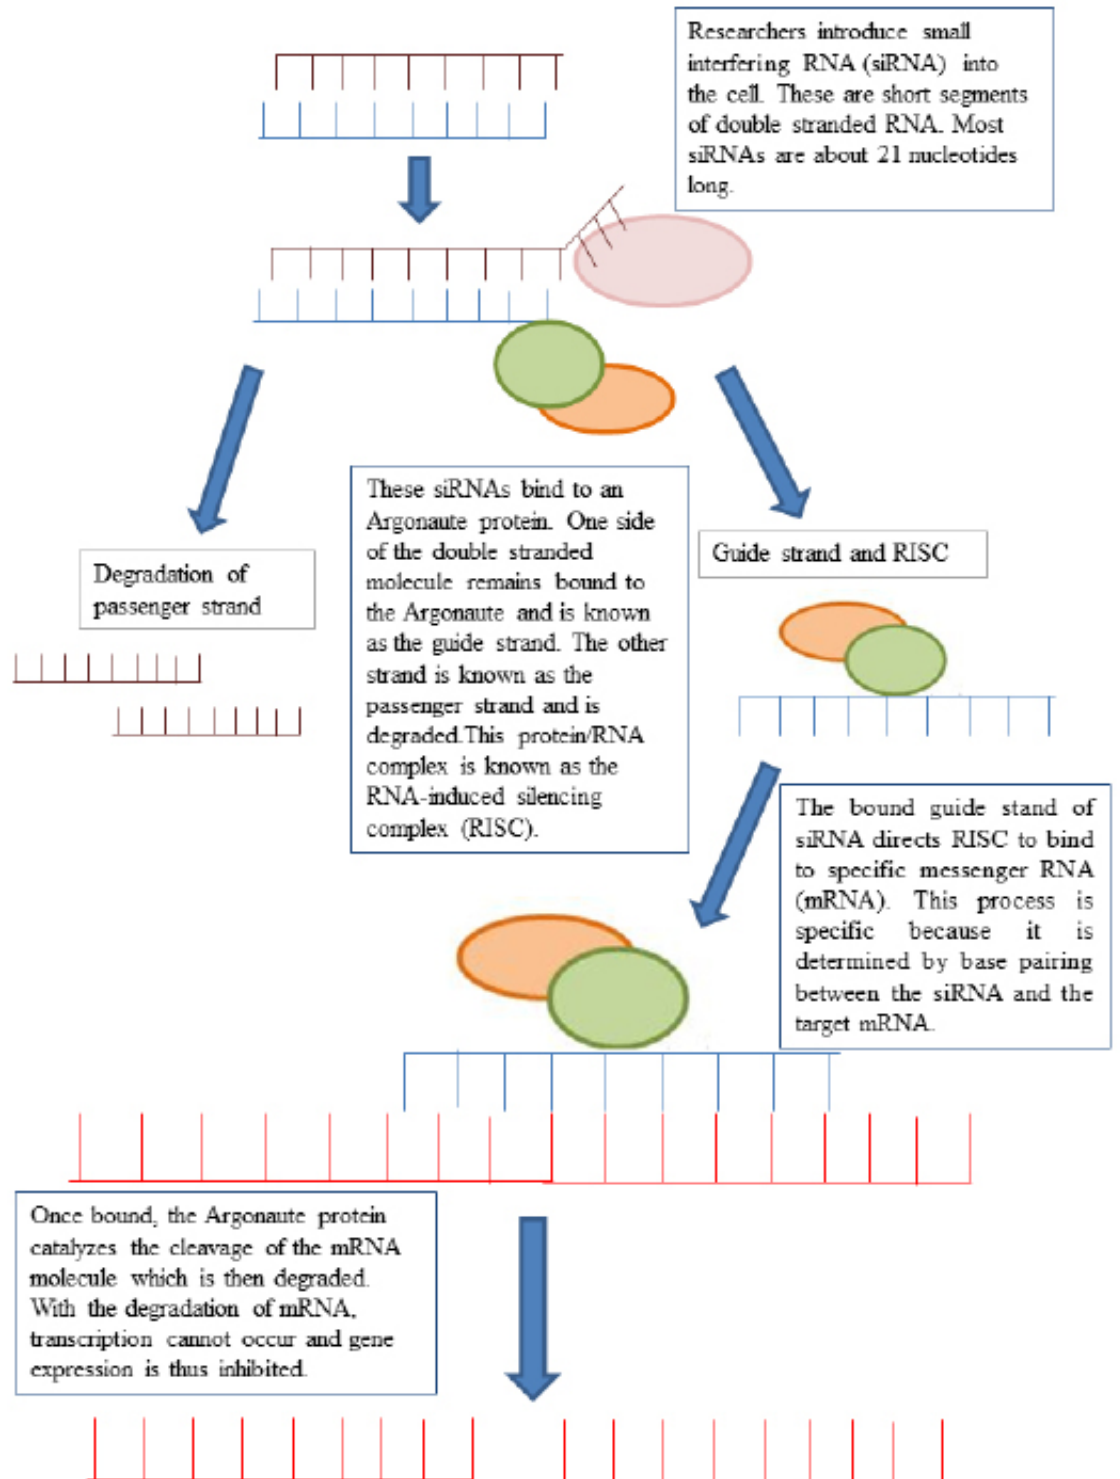 Researchers introduce small
interfering RNA (siRNA) into
the cell. These are short segments
of double stranded RNA. Most
siRNAs are about 21 nucleotides
long.
These siRNAs bind to an
Argonaute protein. One side
of the double stranded
molecule remains bound to
the Argonaute and is known
as the guide strand. The other
strand is known as the
passenger strand and is
degraded.This protein/RNA
complex is known as the
RNA-induced silencing
complex (RISC).
Degradation of
passenger strand
Guide strand and RISC
The bound guide stand of
siRNA directs RISC to bind
to specific messenger RNA
(mRNA). This process is
specific because it is
determined by base pairing
between the siRNA and the
target mRNA.
Once bound, the Argonaute protein
catalyzes the cleavage of the mRNA
molecule which is then degraded.
With the degradation of mRNA,
transcription cannot occur and gene
expression is thus inhibited.